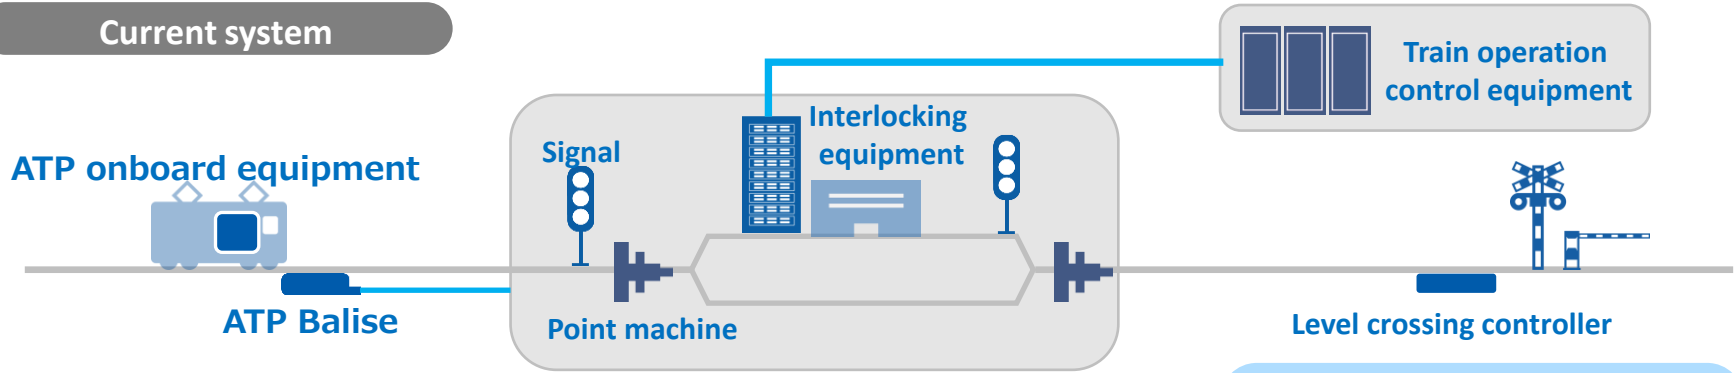 Current system
Train operation
control equipment
Interlocking
equipment
Signal
ATP onboard equipment
ATP Balise
Point machine
Level crossing controller